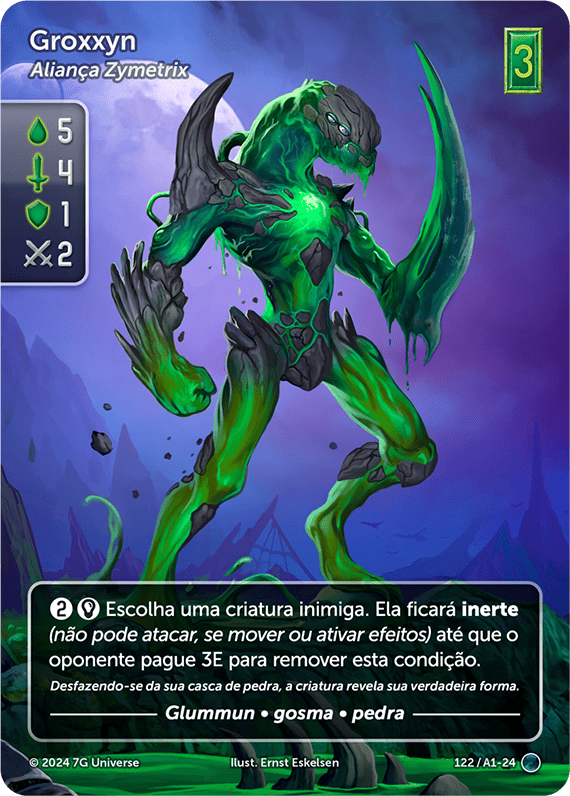 Groxxyn
3
Aliança Zymetrix
5
4
1
2
2 Escolha uma criatura inimiga. Ela ficará inerte
(não pode atacar, se mover ou ativar efeitos) até que o
oponente pague 3E para remover esta condição.
Desfazendo-se da sua casca de pedra, a criatura revela sua verdadeira forma.
Glummun • gosma • pedra
© 2024 7G Universe Ilust. Ernst Eskelsen 122 / A1-24